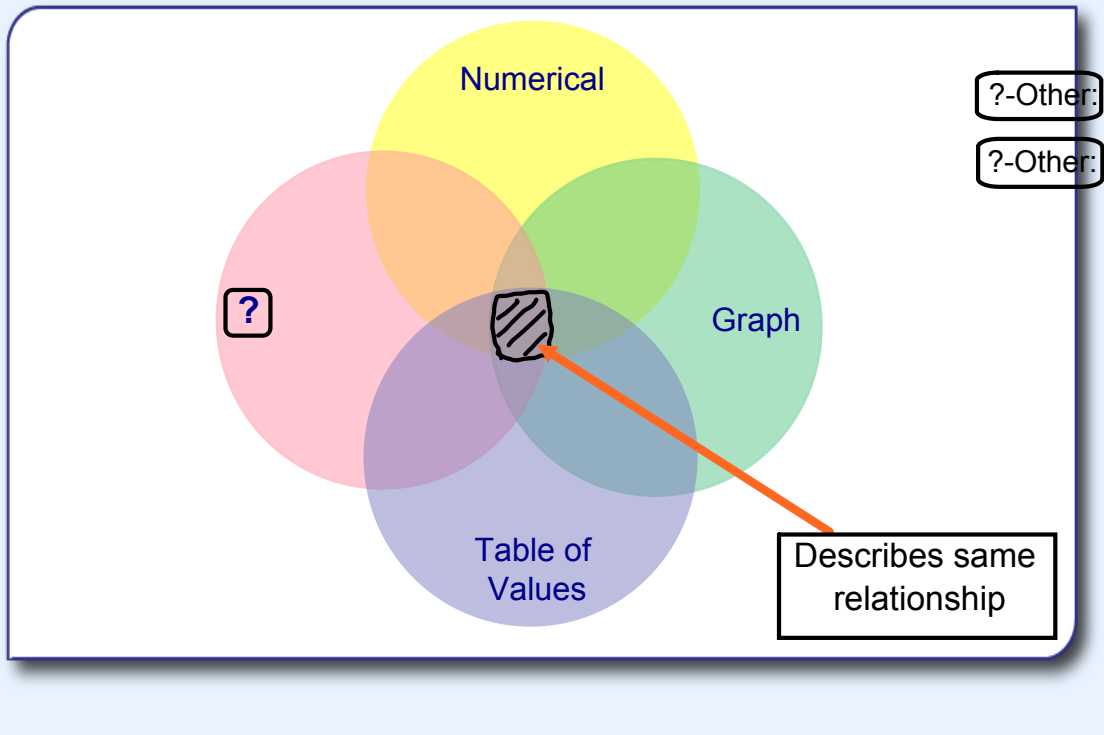 Numerical
?-Other:
?-Other:
?
Graph
Table of
Values
Describes same
relationship